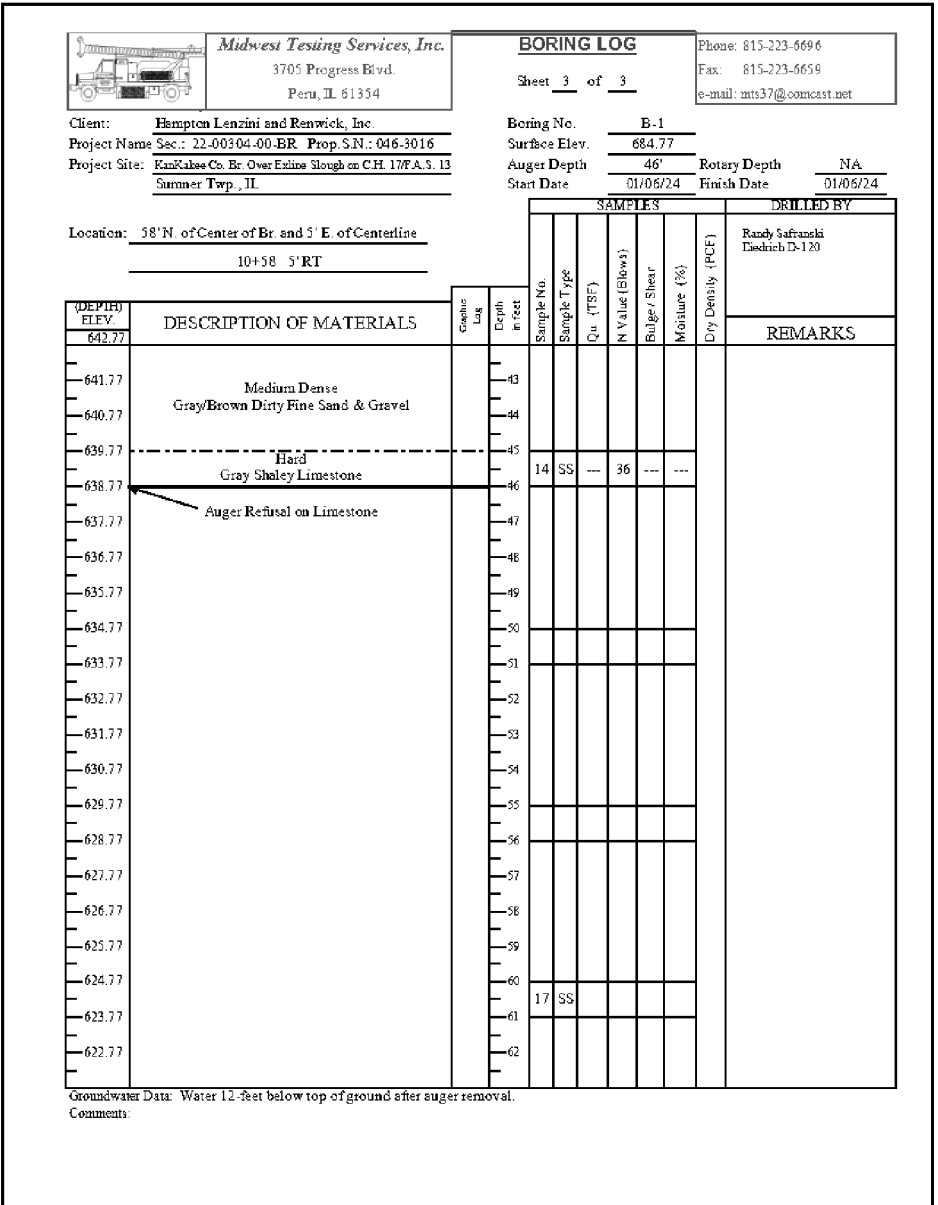 Midwest Testing Services, Inc.
3705 Progress Blvd.
Peru, IL 61354
BORING LOG
Sheet 3 of 3
Phone: 815-223-6696
Fax: 815-223-6659
e-mail: mts37@comcast.net
Client: Hampton Lenzini and Renwick, Inc.
Project Name Sec.: 22-00304-00-BR Prop. S.N.: 046-3016
Project Site: KanKakee Co. Br. Over Exline Slough on C.H. 17/F.A.S. 13
Sumner Twp., IL
Boring No. B-1
Surface Elev. 684.77
Auger Depth 46' Rotary Depth NA
Start Date 01/06/24 Finish Date 01/06/24
Location: 58' N. of Center of Br. and 5' E. of Centerline
10+58 5' RT
SAMPLES
DRILLED BY
Randy Safranski
Diedrich D-120
(DEPTH)
ELEV.
642.77
DESCRIPTION OF MATERIALS
Graphic Log
Depth in feet
Sample No.
Sample Type
Qu (TSF)
N Value (Blows)
Bulge / Shear
Moisture (%)
Dry Density (PCF)
REMARKS
641.77 43
Medium Dense
Gray/Brown Dirty Fine Sand & Gravel
640.77 44
639.77 45
Hard
Gray Shaley Limestone
14 SS --- 36 --- ---
638.77 46
Auger Refusal on Limestone
637.77 47
636.77 48
635.77 49
634.77 50
633.77 51
632.77 52
631.77 53
630.77 54
629.77 55
628.77 56
627.77 57
626.77 58
625.77 59
624.77 60
17 SS
623.77 61
622.77 62
Groundwater Data: Water 12-feet below top of ground after auger removal.
Comments: